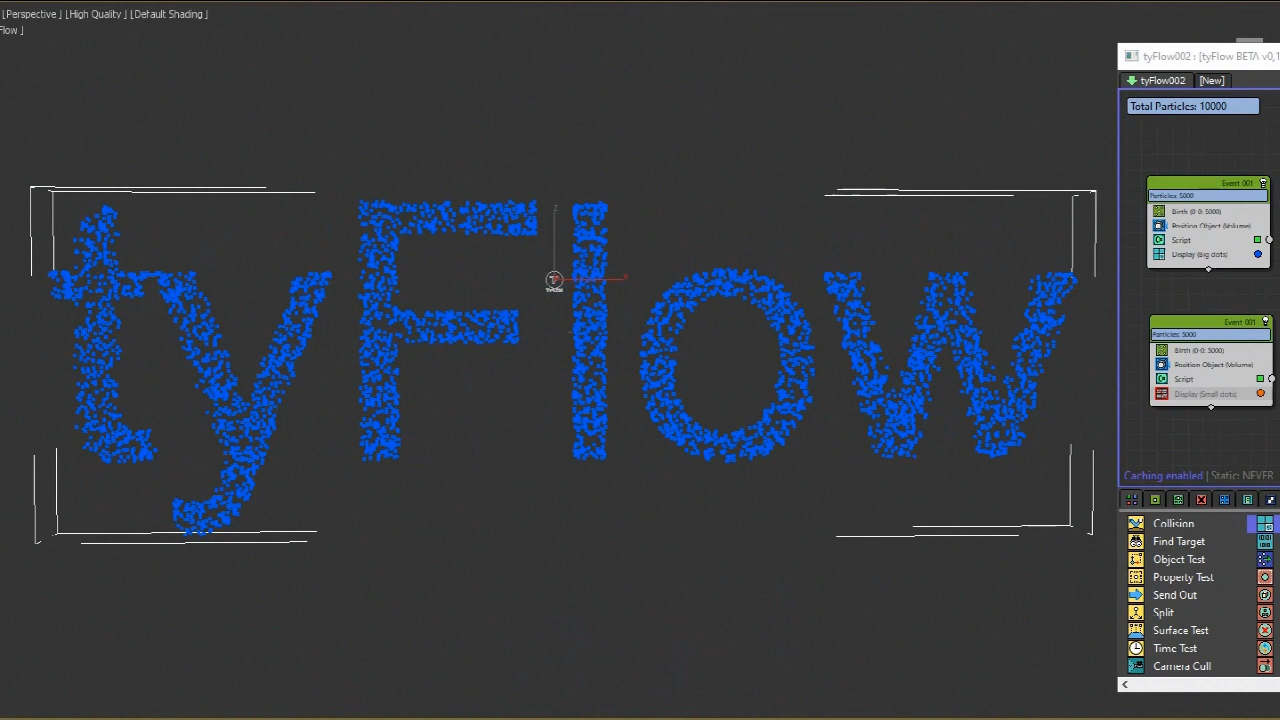 [Perspective ] [High Quality ] [Default Shading ]
Flow ]
tyFlow002 : [tyFlow BETA v0,1
tyFlow002 [New]
Total Particles: 10000
tyFlow
Event 001
Particles: 5000
Birth (0-0: 5000)
Position Object (Volume)
Script
Display (Big dots)
Event 001
Particles: 5000
Birth (0-0: 5000)
Position Object (Volume)
Script
Display (Small dots)
Caching enabled | Static: NEVER
Collision
Find Target
Object Test
Property Test
Send Out
Split
Surface Test
Time Test
Camera Cull